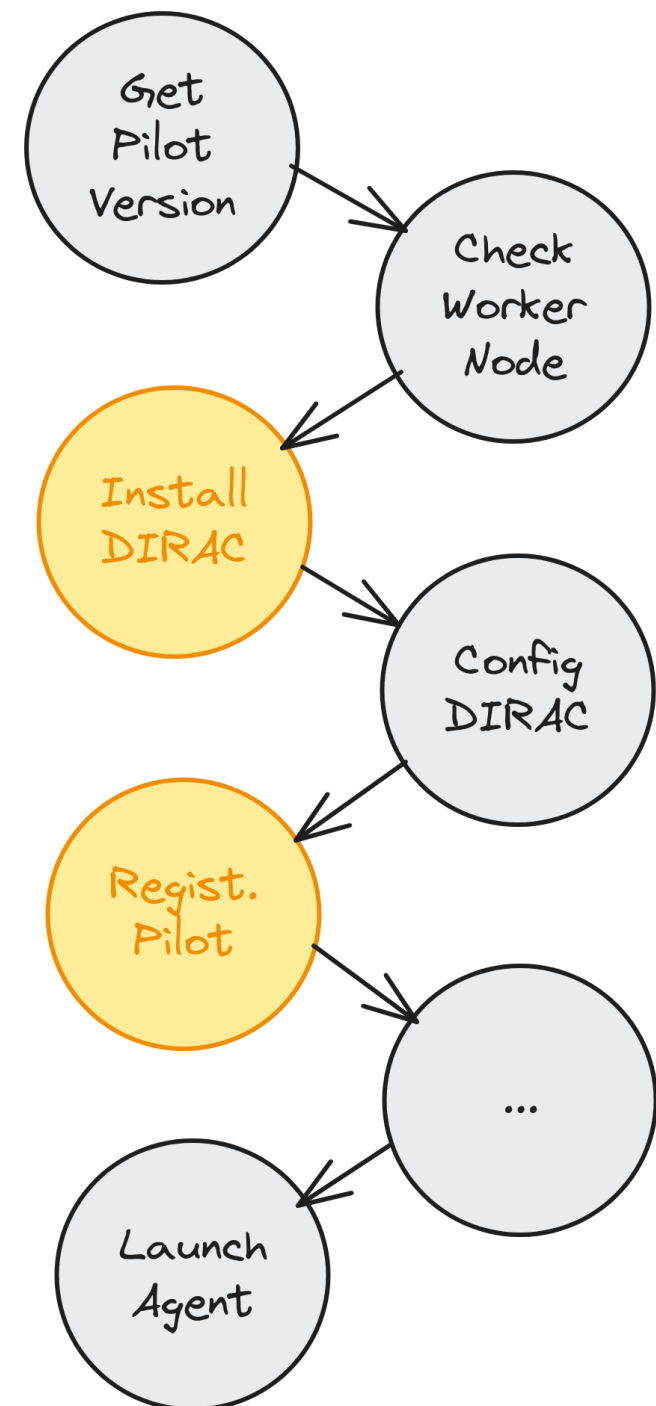 Get
Pilot
Version
Check
Worker
Node
Install
DIRAC
Config
DIRAC
Regist.
Pilot
...
Launch
Agent